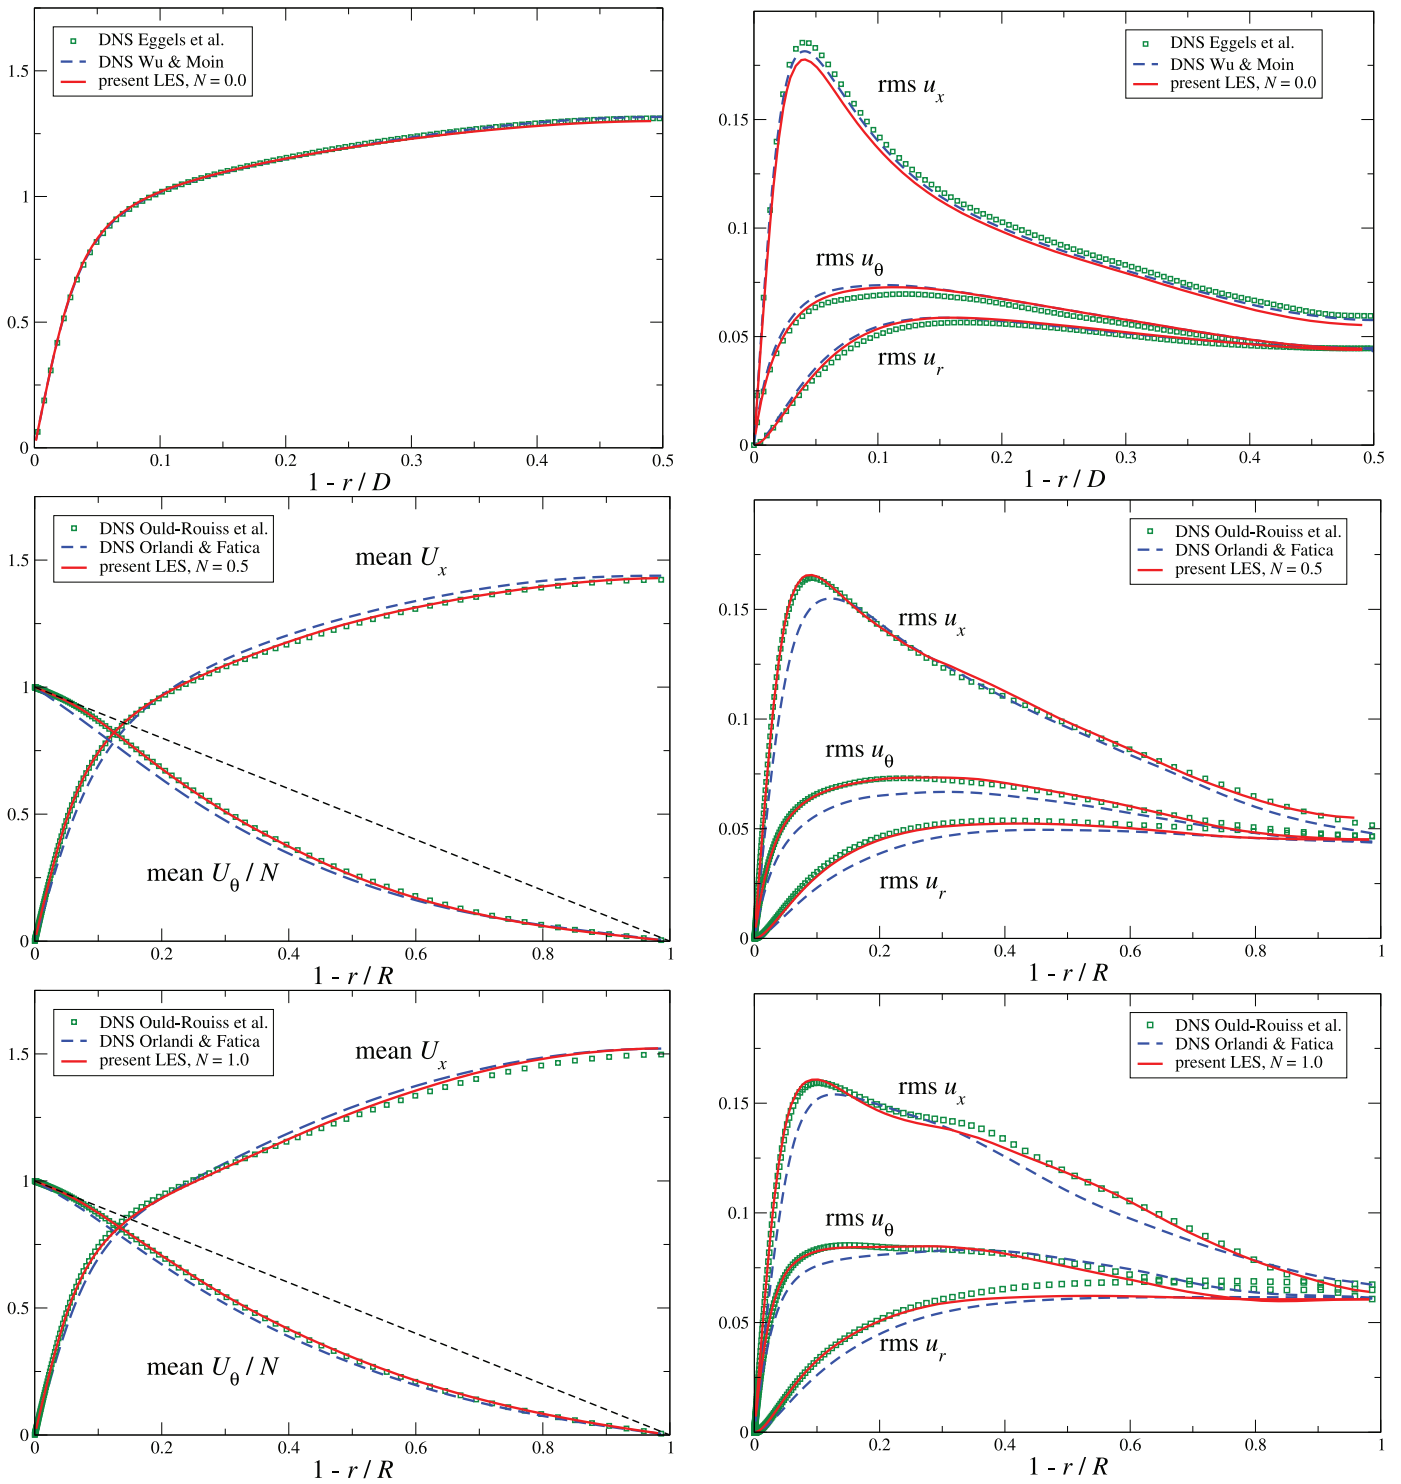 DNS Eggels et al.
DNS Wu & Moin
present LES, N = 0.0
1.5
1
0.5
0
0
0.1
0.2
0.3
0.4
0.5
1 - r / D
DNS Eggels et al.
DNS Wu & Moin
present LES, N = 0.0
rms u_x
rms u_θ
rms u_r
0.15
0.1
0.05
0
0
0.1
0.2
0.3
0.4
0.5
1 - r / D
DNS Ould-Rouiss et al.
DNS Orlandi & Fatica
present LES, N = 0.5
mean U_x
mean U_θ / N
1.5
1
0.5
0
0
0.2
0.4
0.6
0.8
1
1 - r / R
DNS Ould-Rouiss et al.
DNS Orlandi & Fatica
present LES, N = 0.5
rms u_x
rms u_θ
rms u_r
0.15
0.1
0.05
0
0
0.2
0.4
0.6
0.8
1
1 - r / R
DNS Ould-Rouiss et al.
DNS Orlandi & Fatica
present LES, N = 1.0
mean U_x
mean U_θ / N
1.5
1
0.5
0
0
0.2
0.4
0.6
0.8
1
1 - r / R
DNS Ould-Rouiss et al.
DNS Orlandi & Fatica
present LES, N = 1.0
rms u_x
rms u_θ
rms u_r
0.15
0.1
0.05
0
0
0.2
0.4
0.6
0.8
1
1 - r / R